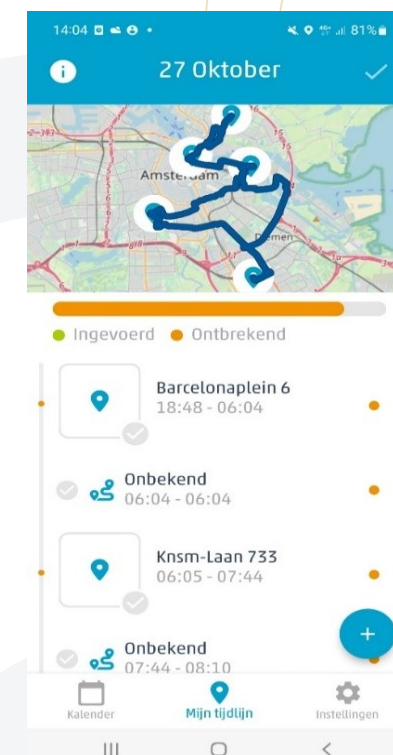 14:04
81%
27 Oktober
Amsterdam
Diemen
Ingevoerd Ontbrekend
Barcelonaplein 6
18:48 - 06:04
Onbekend
06:04 - 06:04
Knsm-Laan 733
06:05 - 07:44
Onbekend
07:44 - 08:10
Kalender Mijn tijdlijn Instellingen